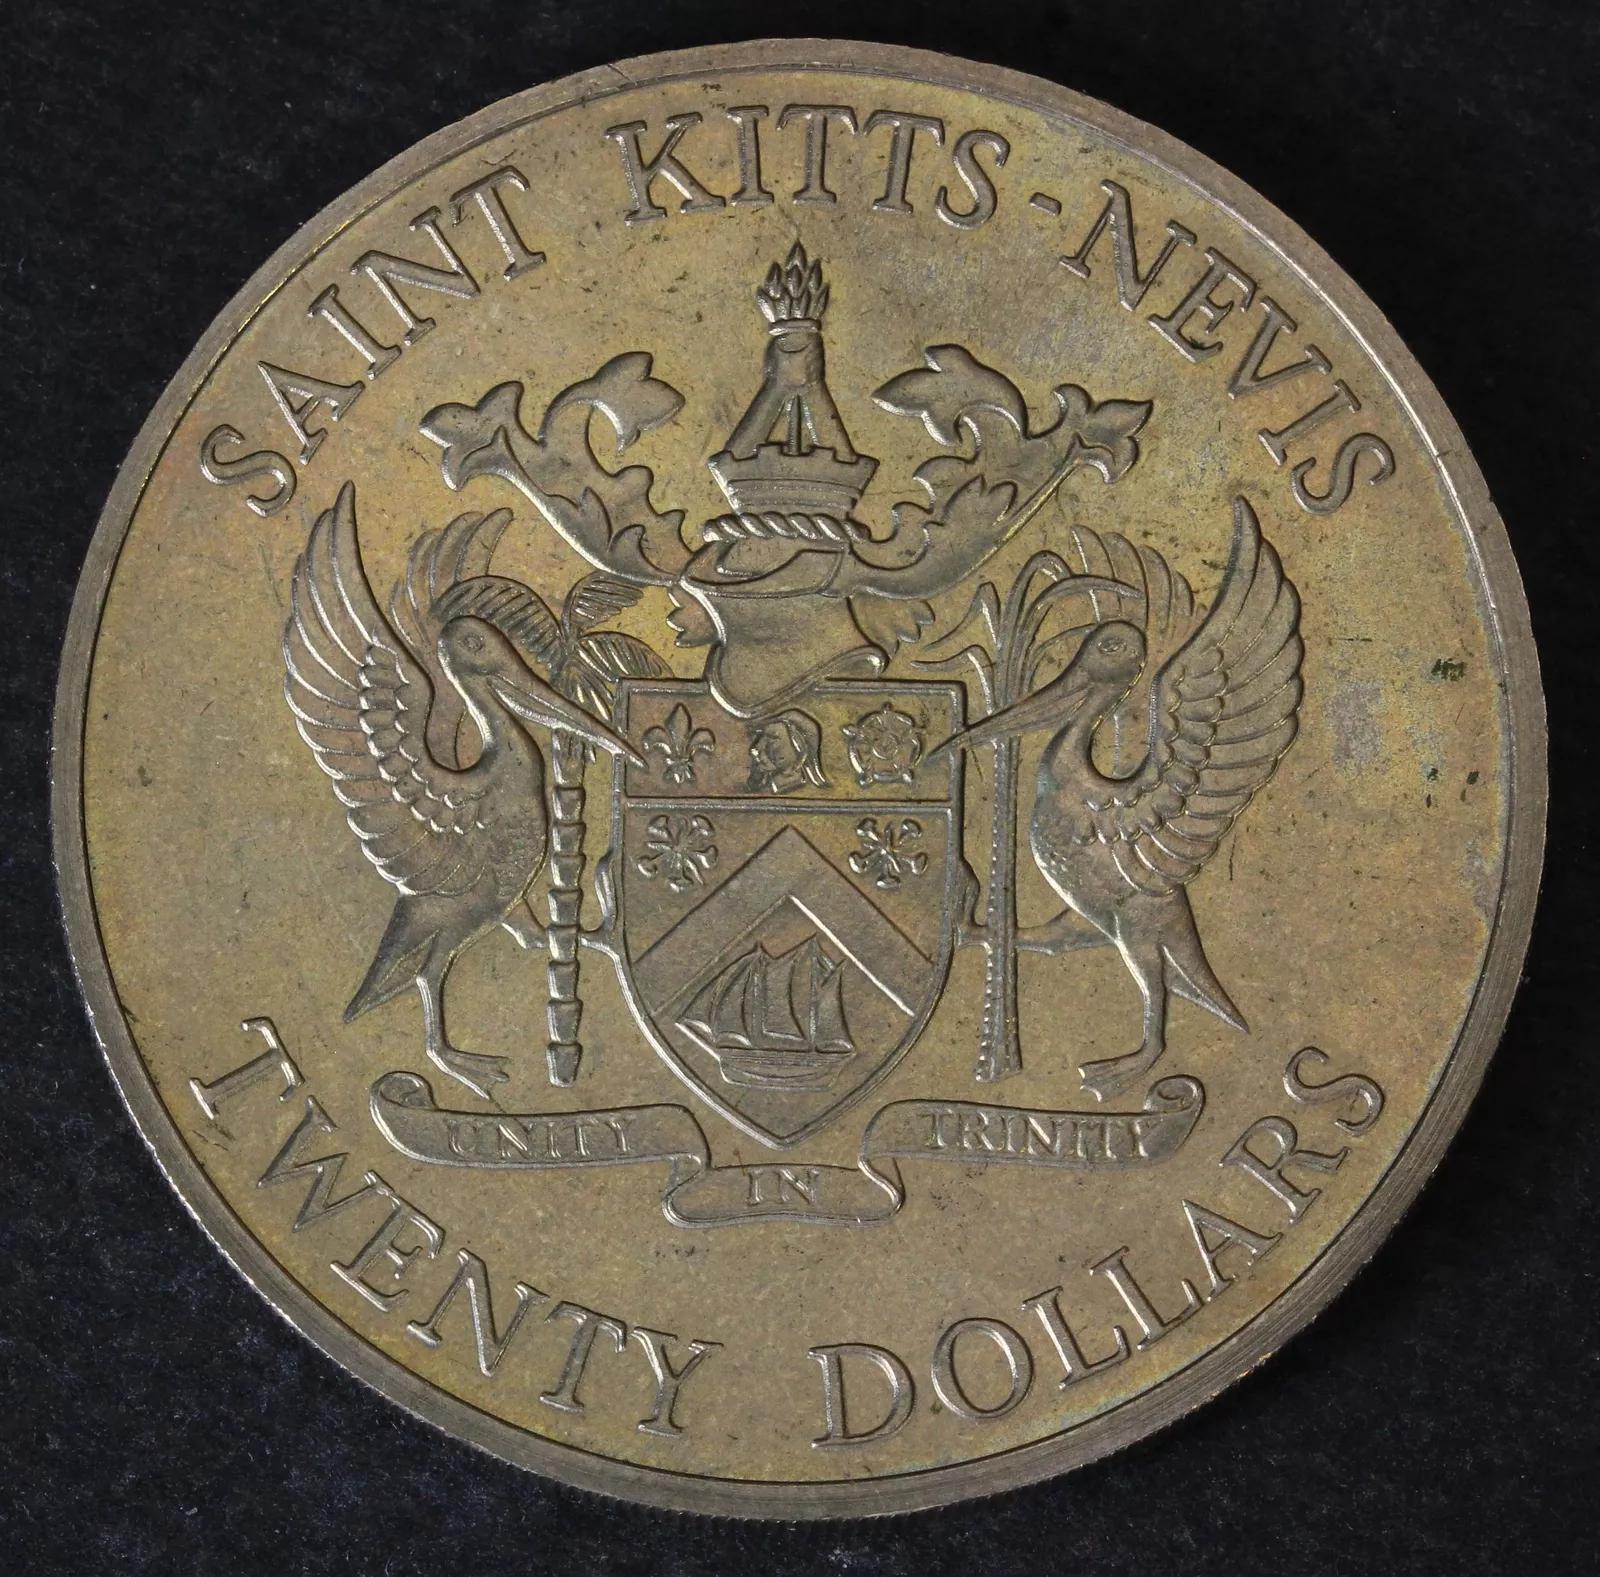 SAINT KITTS-NEVIS
UNITY IN TRINITY
TWENTY DOLLARS